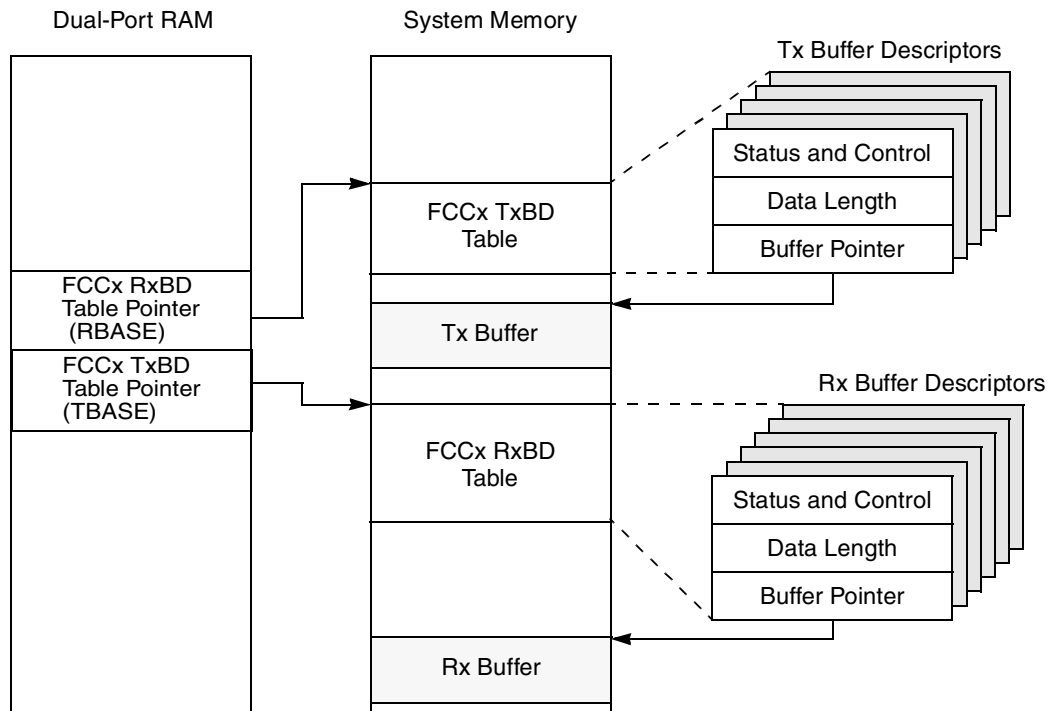 Dual-Port RAM
System Memory
Tx Buffer Descriptors
Status and Control
Data Length
Buffer Pointer
FCCx TxBD
Table
FCCx RxBD
Table Pointer
(RBASE)
Tx Buffer
FCCx TxBD
Table Pointer
(TBASE)
Rx Buffer Descriptors
FCCx RxBD
Table
Status and Control
Data Length
Buffer Pointer
Rx Buffer